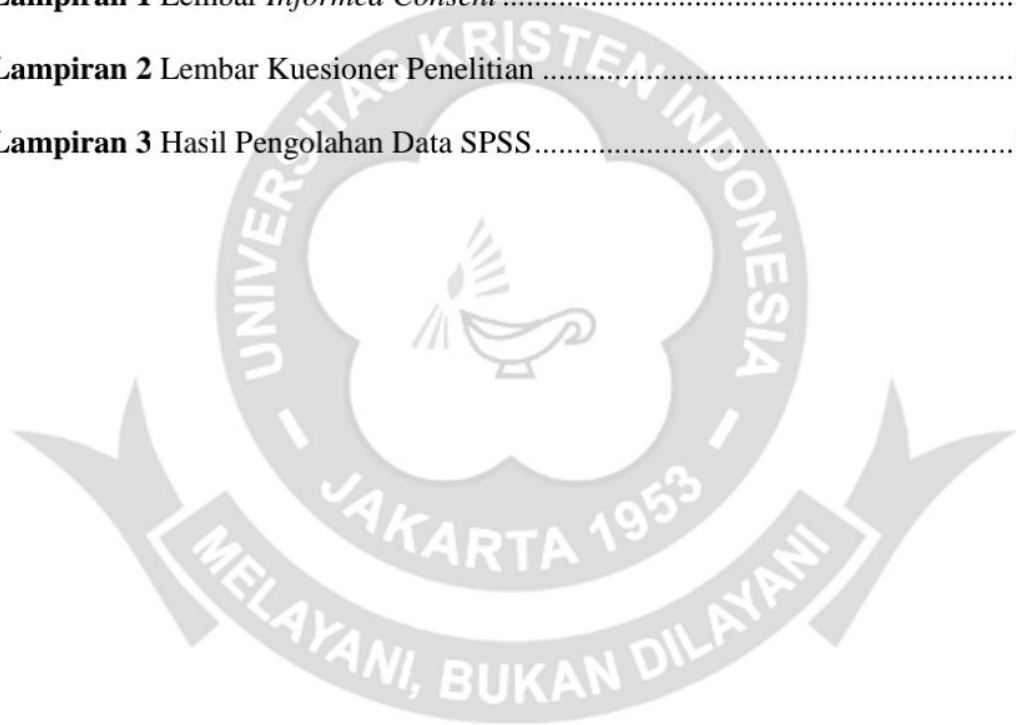 Lampiran 1 Lembar Informed Consent ........................................................................
Lampiran 2 Lembar Kuesioner Penelitian ............................................................
Lampiran 3 Hasil Pengolahan Data SPSS.............................................................
UNIVERSITAS KRISTEN INDONESIA
– JAKARTA 1953 –
MELAYANI, BUKAN DILAYANI